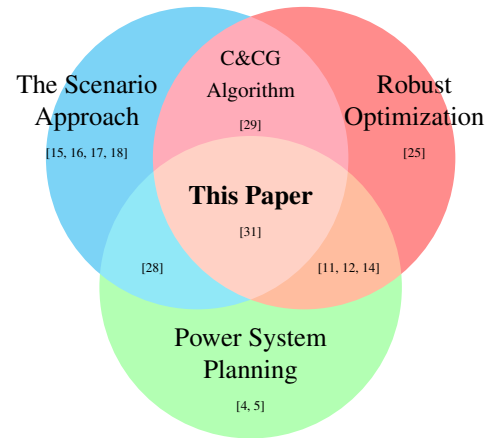 C&CG
Algorithm
[29]
The Scenario
Approach
[15, 16, 17, 18]
Robust
Optimization
[25]
This Paper
[31]
[28]
[11, 12, 14]
Power System
Planning
[4, 5]